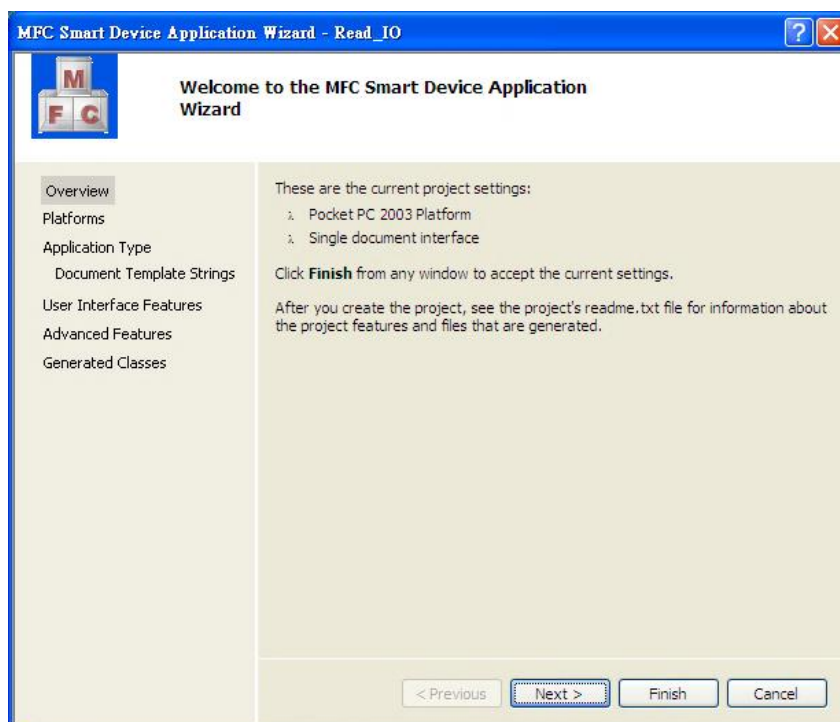 MFC Smart Device Application Wizard - Read_IO
M
F C
Welcome to the MFC Smart Device Application
Wizard
Overview
Platforms
Application Type
Document Template Strings
User Interface Features
Advanced Features
Generated Classes
These are the current project settings:
λ Pocket PC 2003 Platform
λ Single document interface
Click Finish from any window to accept the current settings.
After you create the project, see the project's readme.txt file for information about
the project features and files that are generated.
< Previous
Next >
Finish
Cancel